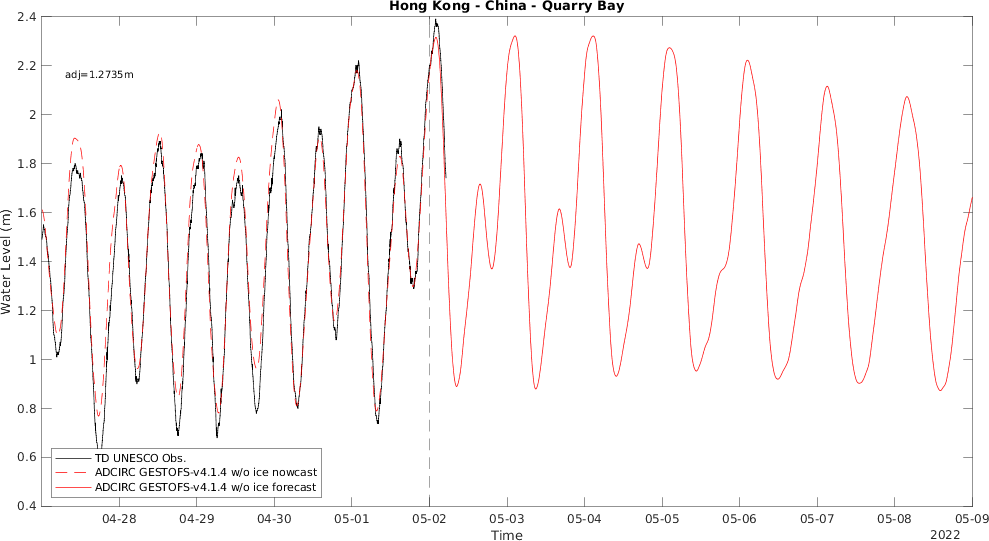 Hong Kong - China - Quarry Bay
2.4
2.2
2
1.8
1.6
1.4
1.2
1
0.8
0.6
0.4
Water Level (m)
adj=1.2735m
TD UNESCO Obs.
ADCIRC GESTOFS-v4.1.4 w/o ice nowcast
ADCIRC GESTOFS-v4.1.4 w/o ice forecast
04-28 04-29 04-30 05-01 05-02 05-03 05-04 05-05 05-06 05-07 05-08 05-09
Time
2022